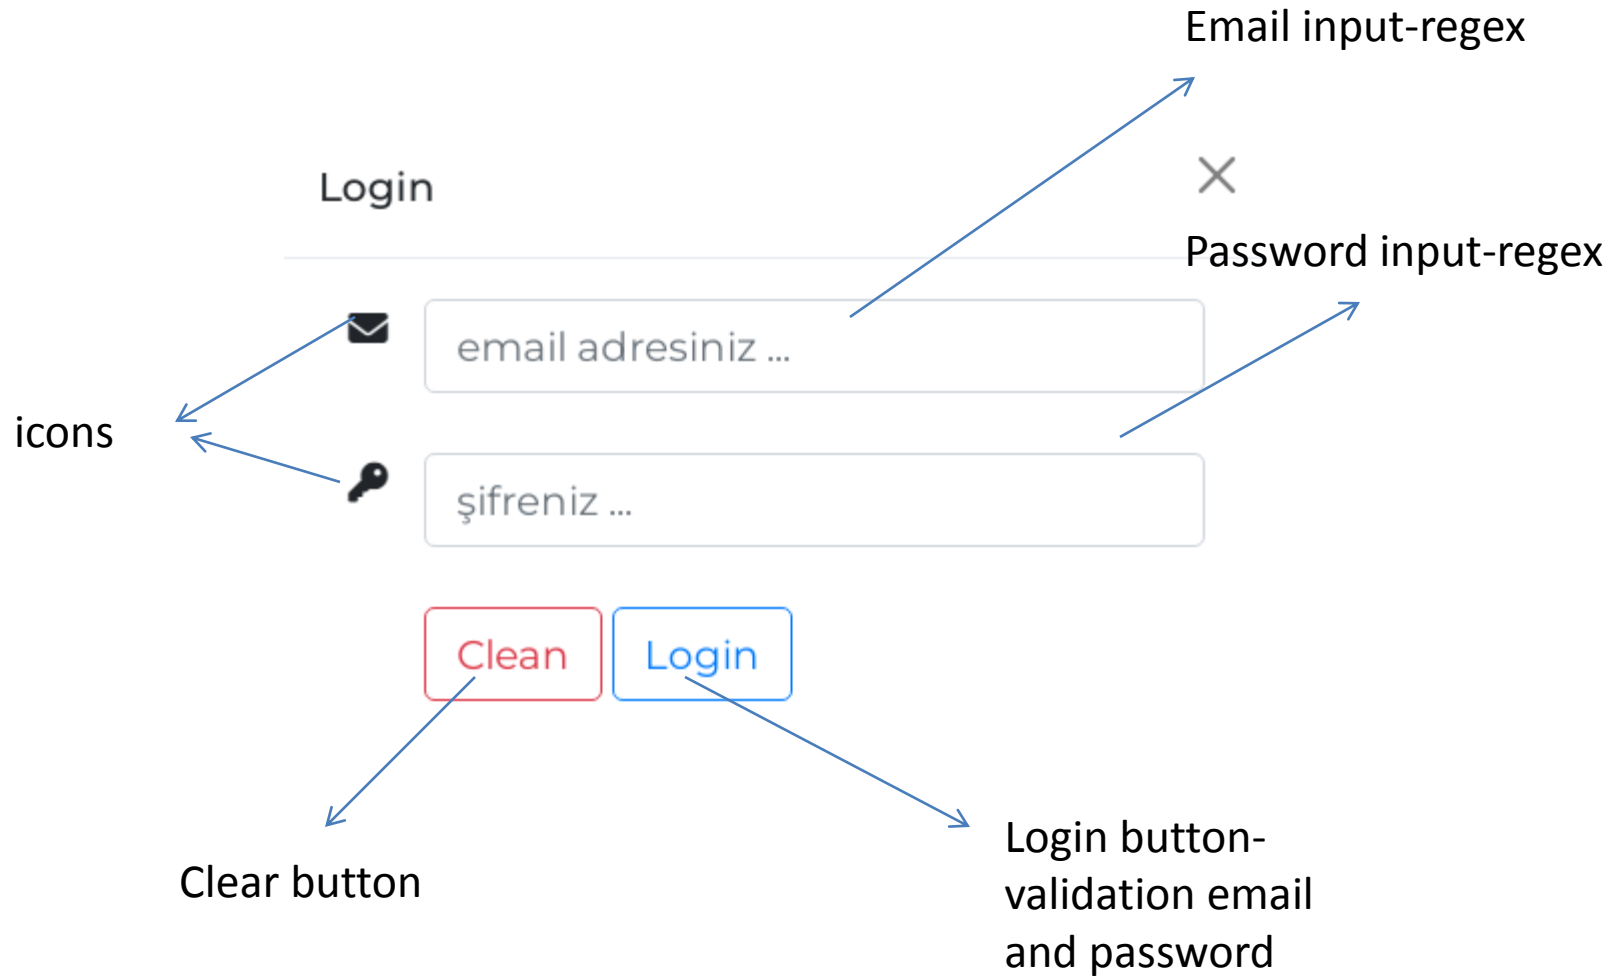 Email input-regex
Login
Password input-regex
email adresiniz ...
icons
şifreniz ...
Clean
Login
Clear button
Login button-
validation email
and password